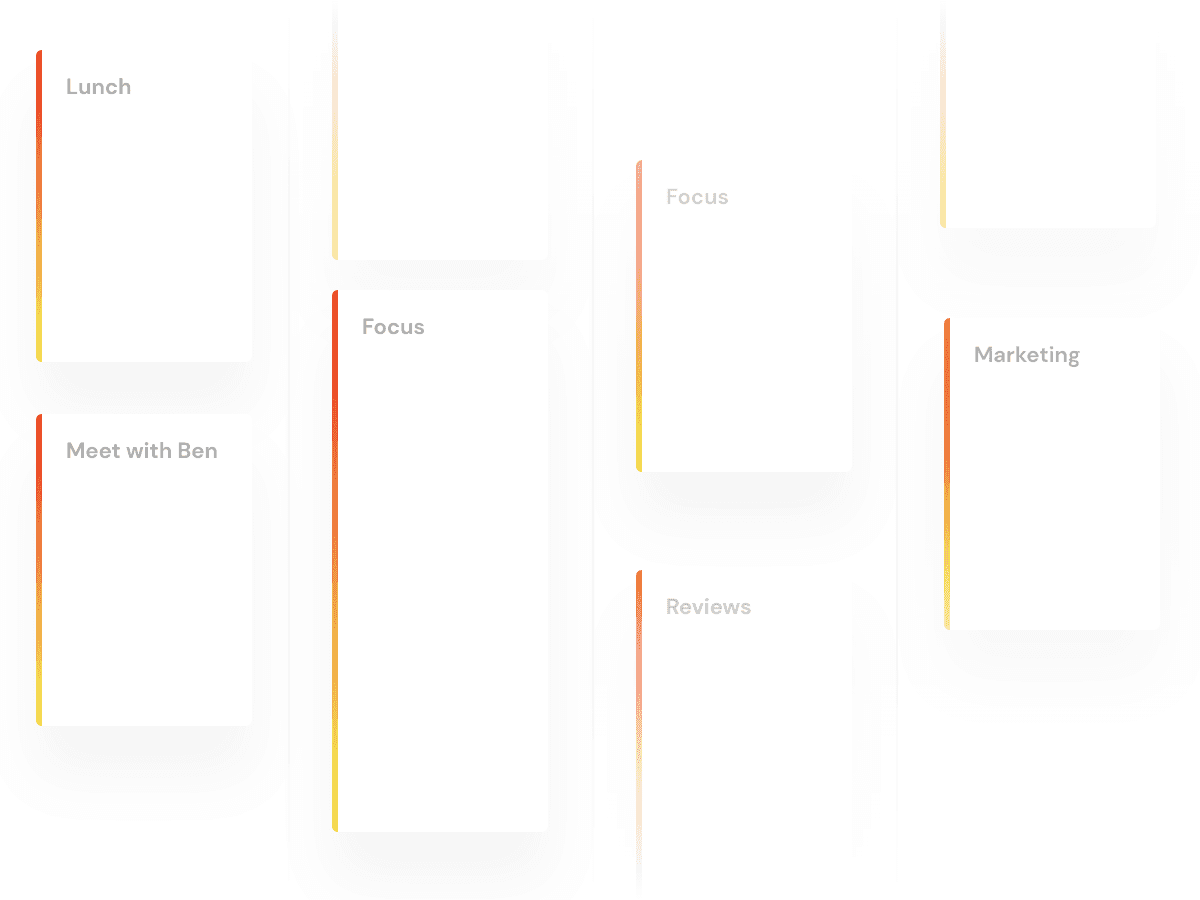 Lunch
Meet with Ben
Focus
Focus
Reviews
Marketing